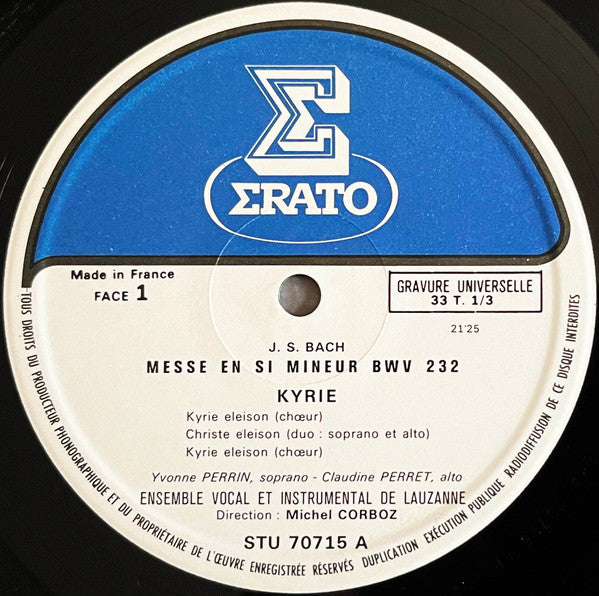 ΣRATO
Made in France
FACE 1
GRAVURE UNIVERSELLE
33 T. 1/3
21'25
J. S. BACH
MESSE EN SI MINEUR BWV 232
KYRIE
Kyrie eleison (chœur)
Christe eleison (duo : soprano et alto)
Kyrie eleison (chœur)
Yvonne PERRIN, soprano - Claudine PERRET, alto
ENSEMBLE VOCAL ET INSTRUMENTAL DE LAUZANNE
Direction : Michel CORBOZ
STU 70715 A
TOUS DROITS DU PRODUCTEUR PHONOGRAPHIQUE ET DU PROPRIÉTAIRE DE L'ŒUVRE ENREGISTRÉE RÉSERVÉS DUPLICATION EXÉCUTION PUBLIQUE RADIODIFFUSION DE CE DISQUE INTERDITES